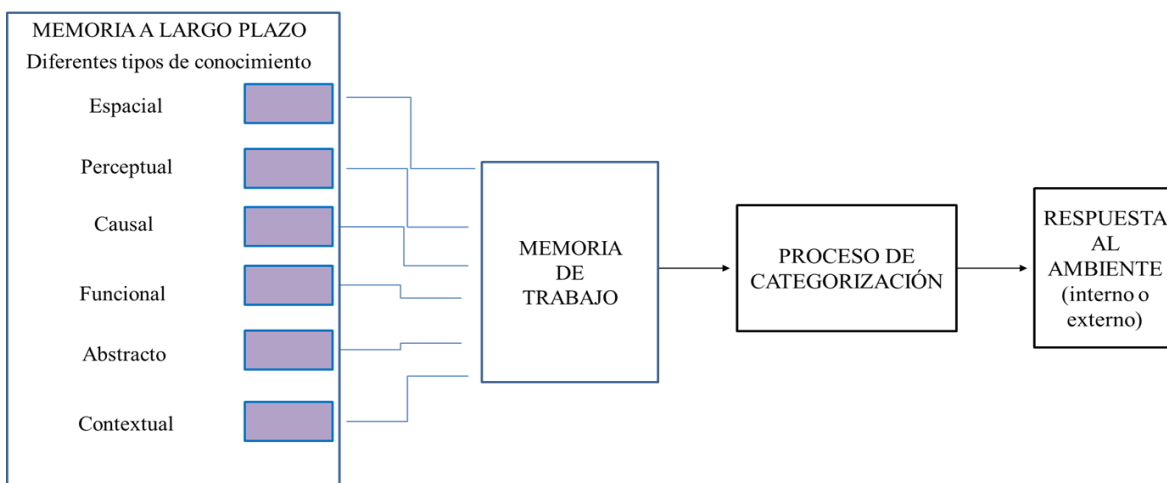 MEMORIA A LARGO PLAZO
Diferentes tipos de conocimiento
Espacial
Perceptual
Causal
Funcional
Abstracto
Contextual
MEMORIA
DE
TRABAJO
PROCESO DE
CATEGORIZACIÓN
RESPUESTA
AL
AMBIENTE
(interno o
externo)